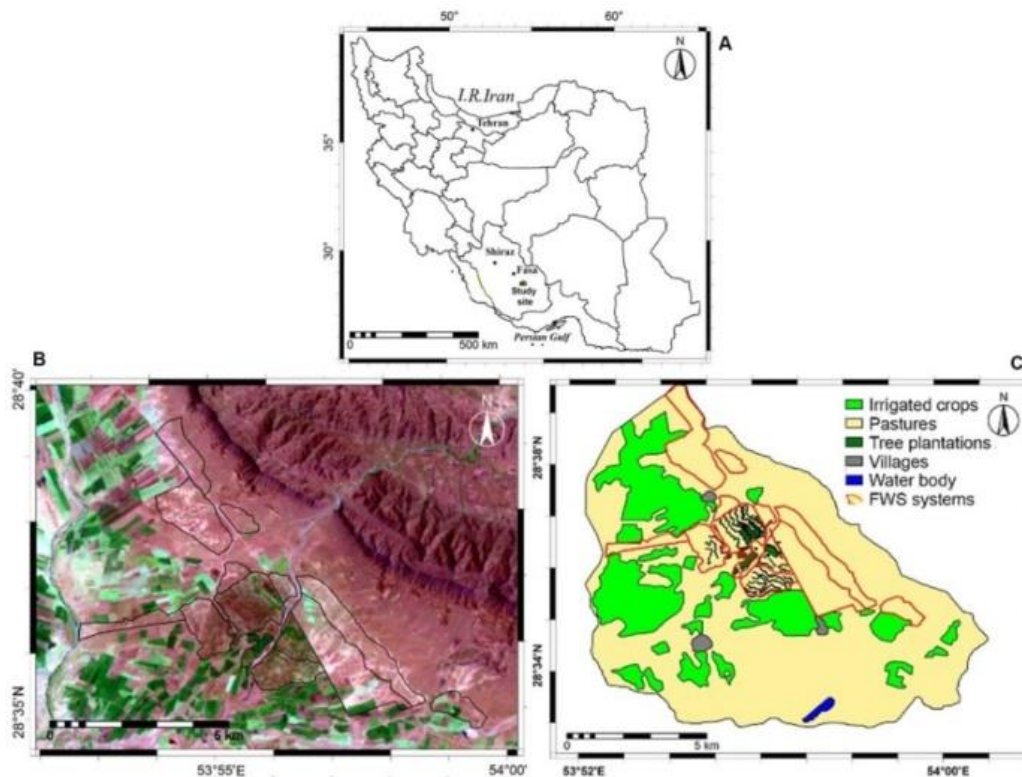 50°
60°
A
N
I.R.Iran
Tehran
35°
30°
Shiraz
Fasa
Study
site
Persian Gulf
0
500 km
B
28°40'
N
28°35'N
0
5 km
53°55'E
54°00'E
C
N
Irrigated crops
Pastures
Tree plantations
Villages
Water body
FWS systems
28°38'N
28°34'N
0
5 km
53°52'E
54°00'E